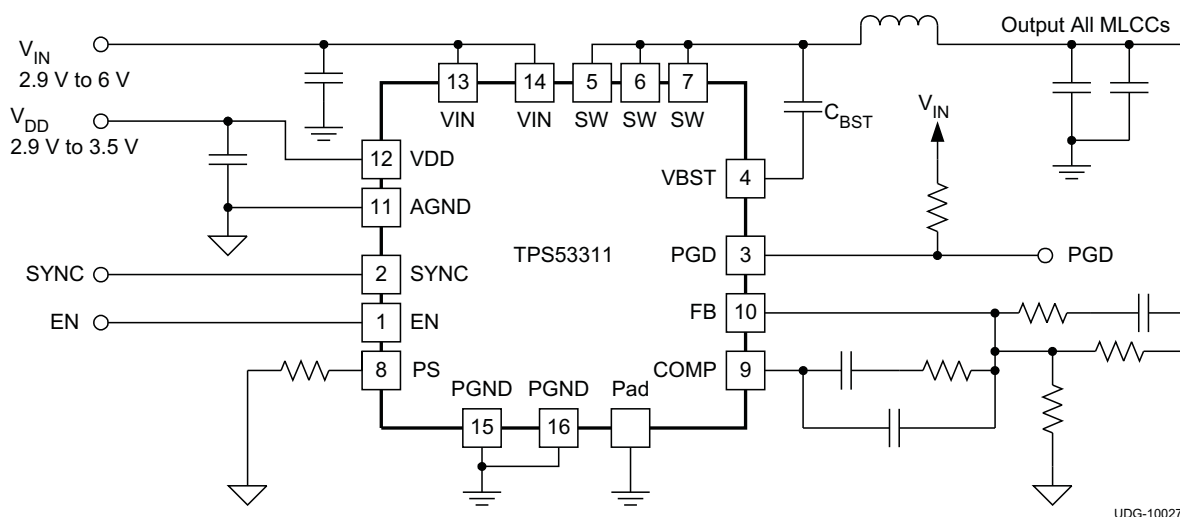 Output All MLCCs
V_IN
2.9 V to 6 V
13 14 5 6 7
VIN VIN SW SW SW
C_BST
V_IN
V_DD
2.9 V to 3.5 V
12 VDD
VBST 4
11 AGND
TPS53311
PGD 3 PGD
SYNC 2 SYNC
FB 10
EN 1 EN
8 PS
COMP 9
PGND PGND Pad
15 16
UDG-10027